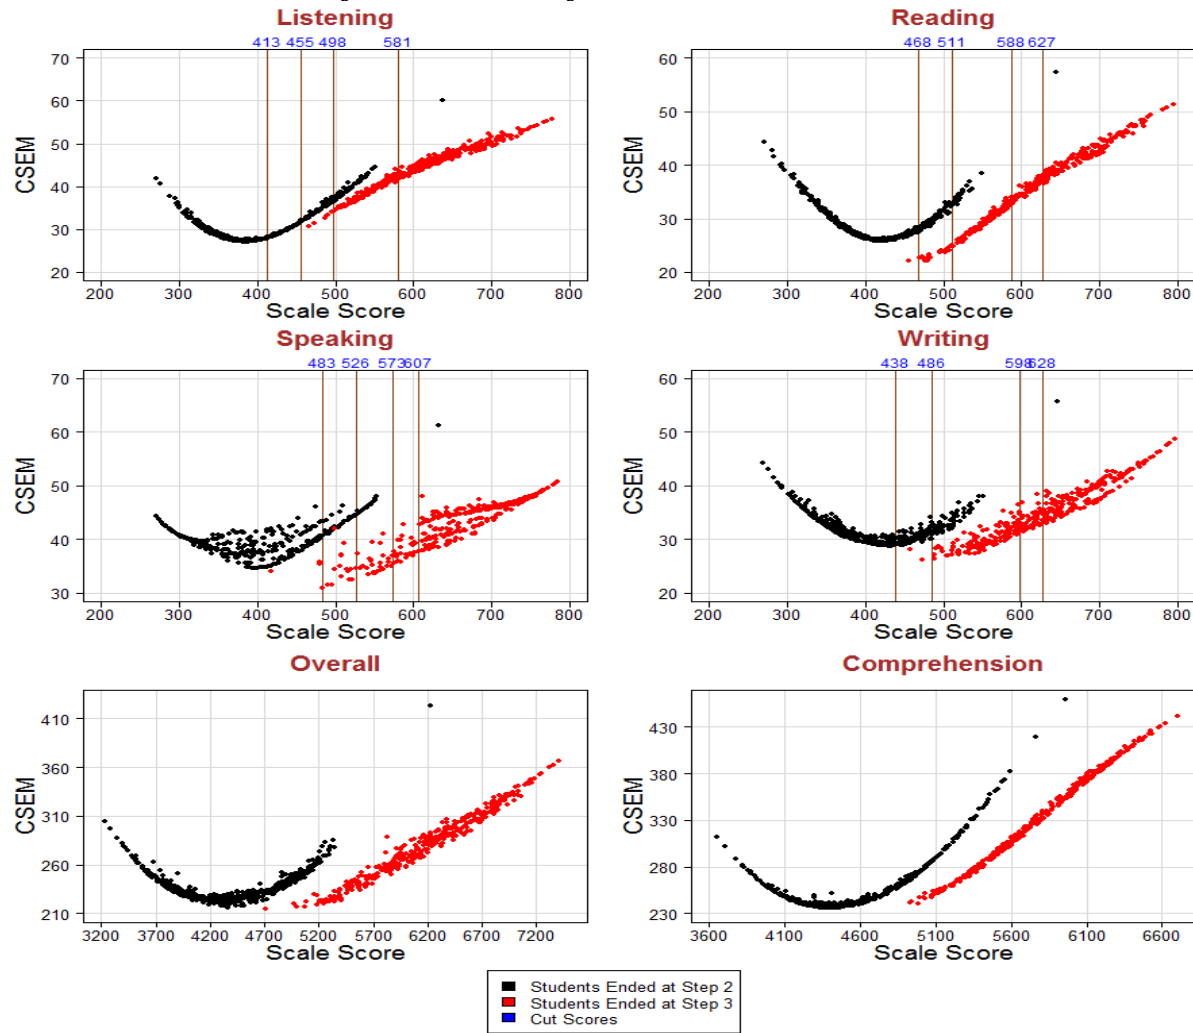 Listening
413 455 498 581
70
60
50
40
30
20
CSEM
200 300 400 500 600 700 800
Scale Score
Reading
468 511 588 627
60
50
40
30
20
CSEM
200 300 400 500 600 700 800
Scale Score
Speaking
483 526 573 607
70
60
50
40
30
CSEM
200 300 400 500 600 700 800
Scale Score
Writing
438 486 598 628
60
50
40
30
20
CSEM
200 300 400 500 600 700 800
Scale Score
Overall
410
360
310
260
210
CSEM
3200 3700 4200 4700 5200 5700 6200 6700 7200
Scale Score
Comprehension
430
380
330
280
230
CSEM
3600 4100 4600 5100 5600 6100 6600
Scale Score
Students Ended at Step 2
Students Ended at Step 3
Cut Scores